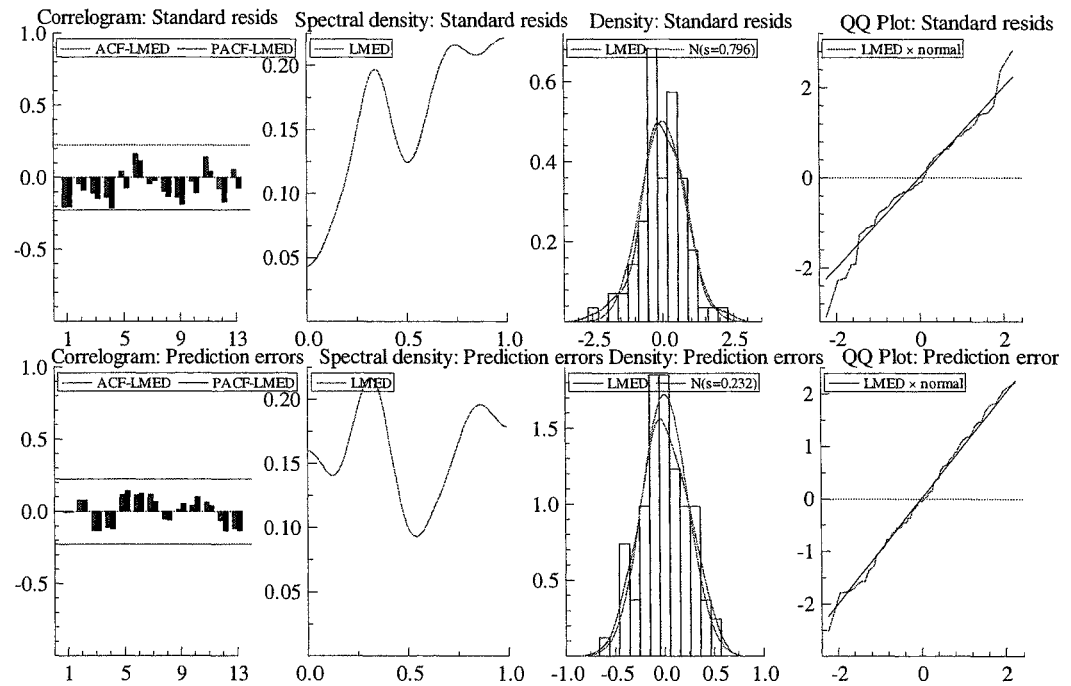 Correlogram: Standard resids
ACF-LMED PACF-LMED
1.0
0.5
0.0
-0.5
1 5 9 13
Spectral density: Standard resids
LMED
0.20
0.15
0.10
0.05
0.0 0.5 1.0
Density: Standard resids
LMED N(s=0.796)
0.6
0.4
0.2
-2.5 0.0 2.5
QQ Plot: Standard resids
LMED × normal
2
0
-2
-2 0 2
Correlogram: Prediction errors
ACF-LMED PACF-LMED
1.0
0.5
0.0
-0.5
1 5 9 13
Spectral density: Prediction errors
LMED
0.20
0.15
0.10
0.05
0.0 0.5 1.0
Density: Prediction errors
LMED N(s=0.232)
1.5
1.0
0.5
-1.0 -0.5 0.0 0.5 1.0
QQ Plot: Prediction error
LMED × normal
2
1
0
-1
-2
-2 0 2